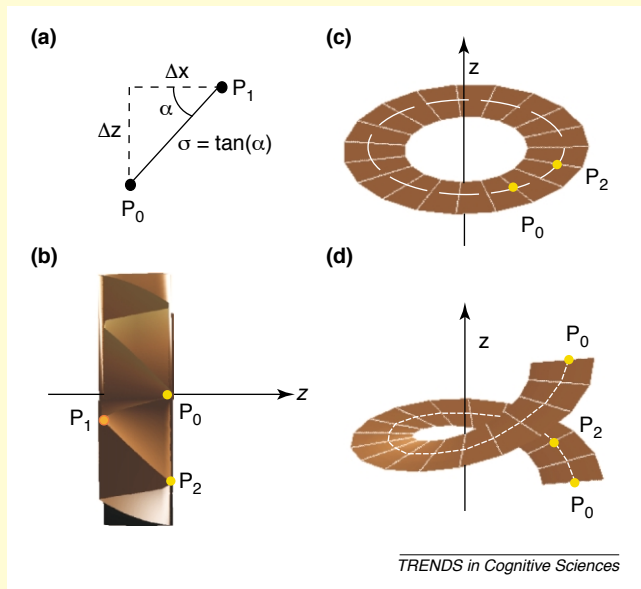 (a)
Δx
P₁
α
Δz
σ = tan(α)
P₀
(b)
z
P₁
P₀
P₂
(c)
z
P₂
P₀
(d)
z
P₀
P₂
P₀
TRENDS in Cognitive Sciences